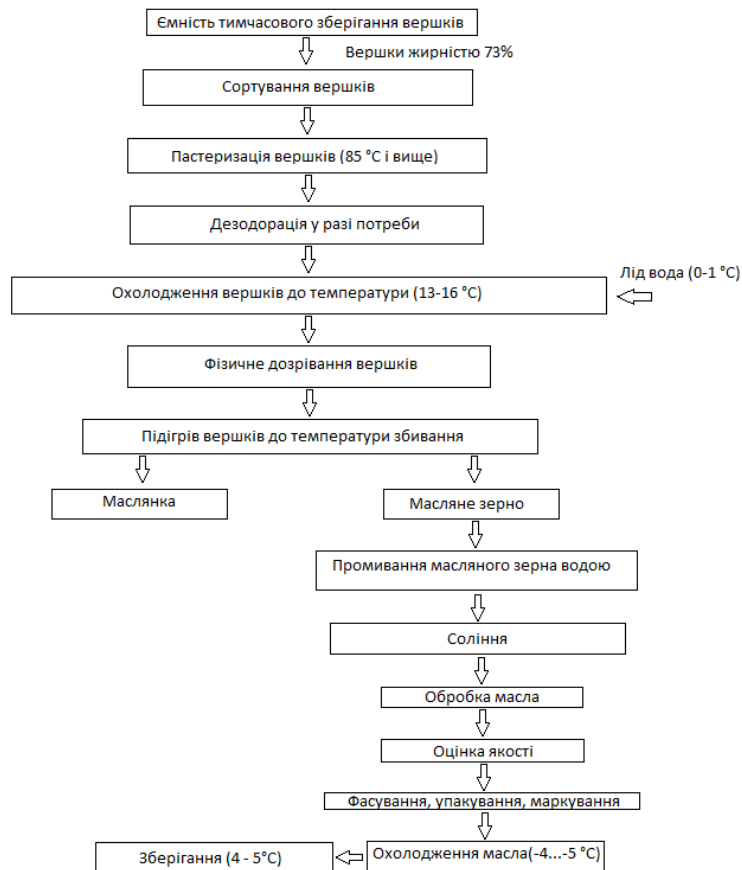 Ємність тимчасового зберігання вершків
Вершки жирністю 73%
Сортування вершків
Пастеризація вершків (85 °C і вище)
Дезодорація у разі потреби
Лід вода (0-1 °C)
Охолодження вершків до температури (13-16 °C)
Фізичне дозрівання вершків
Підігрів вершків до температури збивання
Маслянка
Масляне зерно
Промивання масляного зерна водою
Соління
Обробка масла
Оцінка якості
Фасування, упакування, маркування
Охолодження масла(-4...-5 °C)
Зберігання (4 - 5°C)